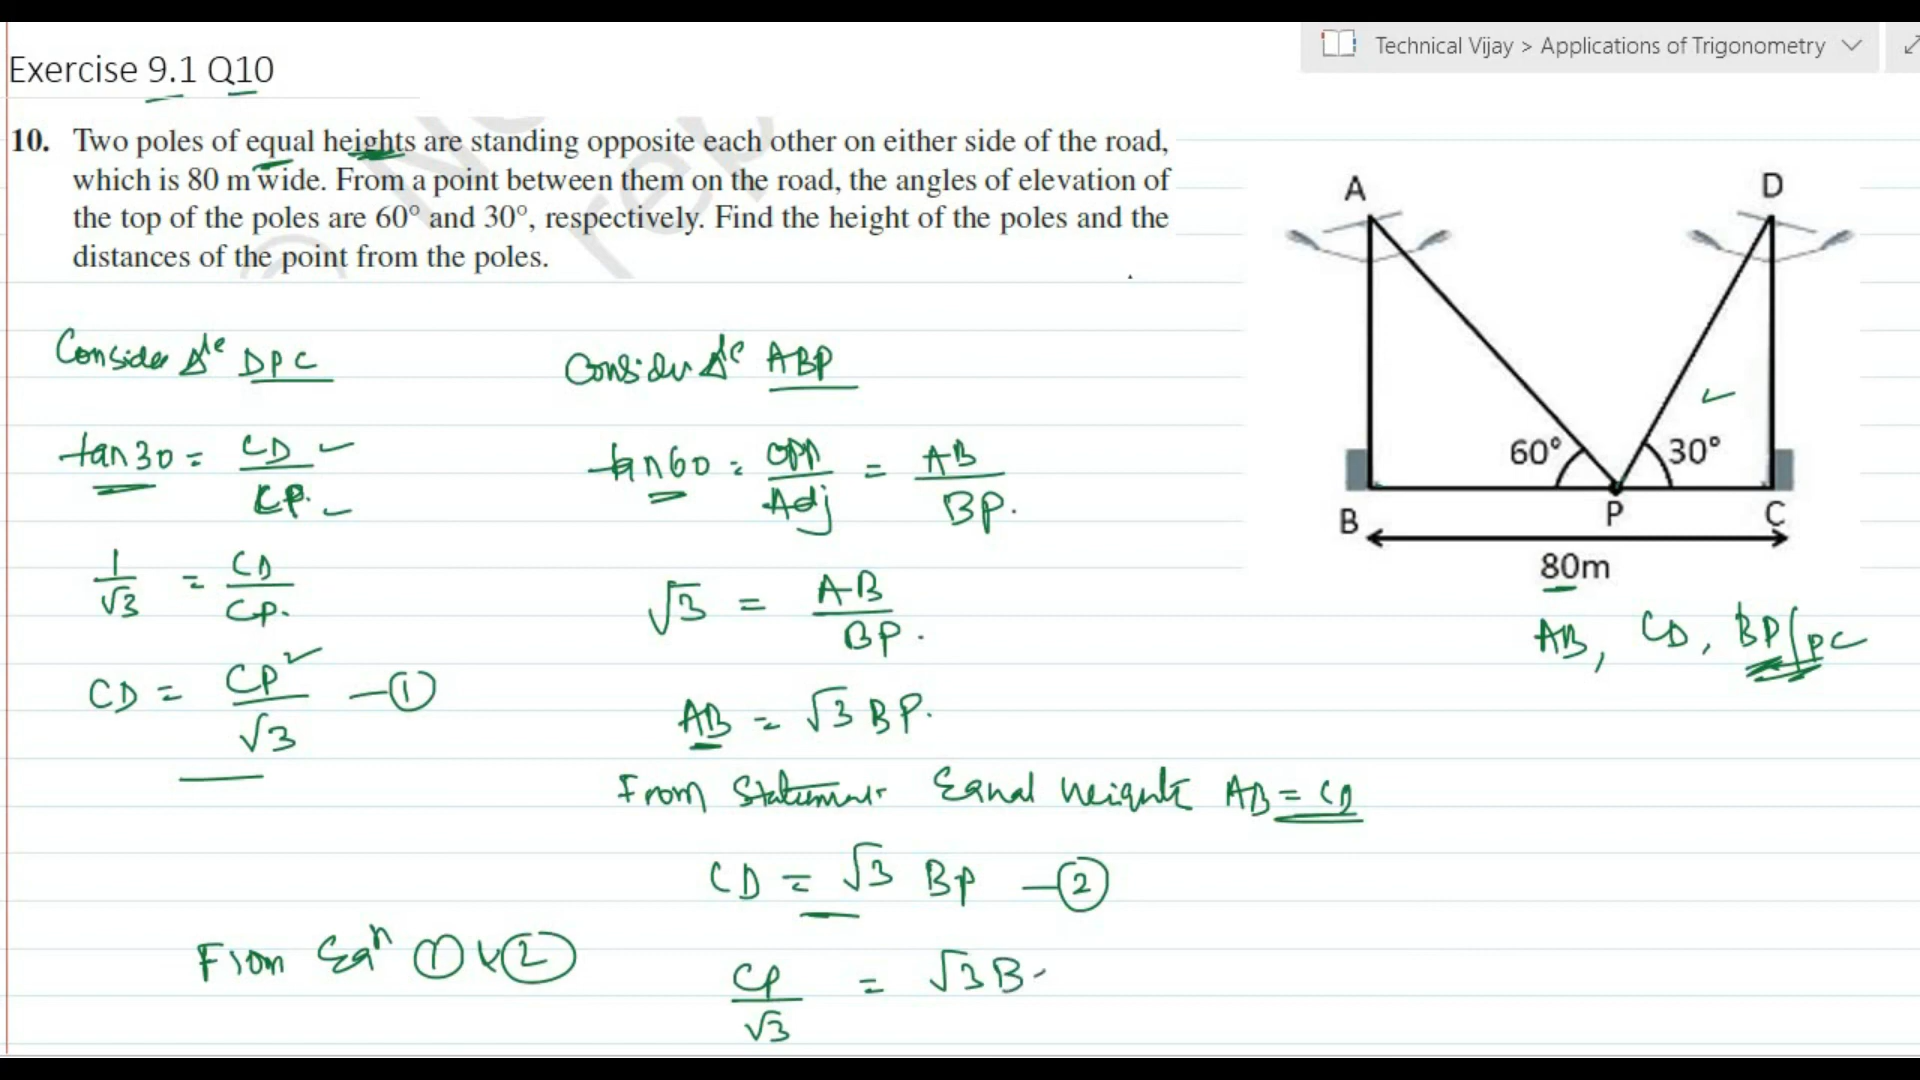 Technical Vijay > Applications of Trigonometry
Exercise 9.1 Q10
10. Two poles of equal heights are standing opposite each other on either side of the road,
which is 80 m wide. From a point between them on the road, the angles of elevation of
the top of the poles are 60° and 30°, respectively. Find the height of the poles and the
distances of the point from the poles.
A D
60° 30°
B P C
80m
AB, CD, BP/PC
Consider Δle DPC
tan30 = CD/CP.
1/√3 = CD/CP.
CD = CP/√3 —①
Consider Δle ABP
tan60 = opp/Adj = AB/BP.
√3 = AB/BP.
AB = √3 BP.
From Statement Equal heights AB = CD
CD = √3 BP —②
From Eqn ① & ②
CP/√3 = √3 B